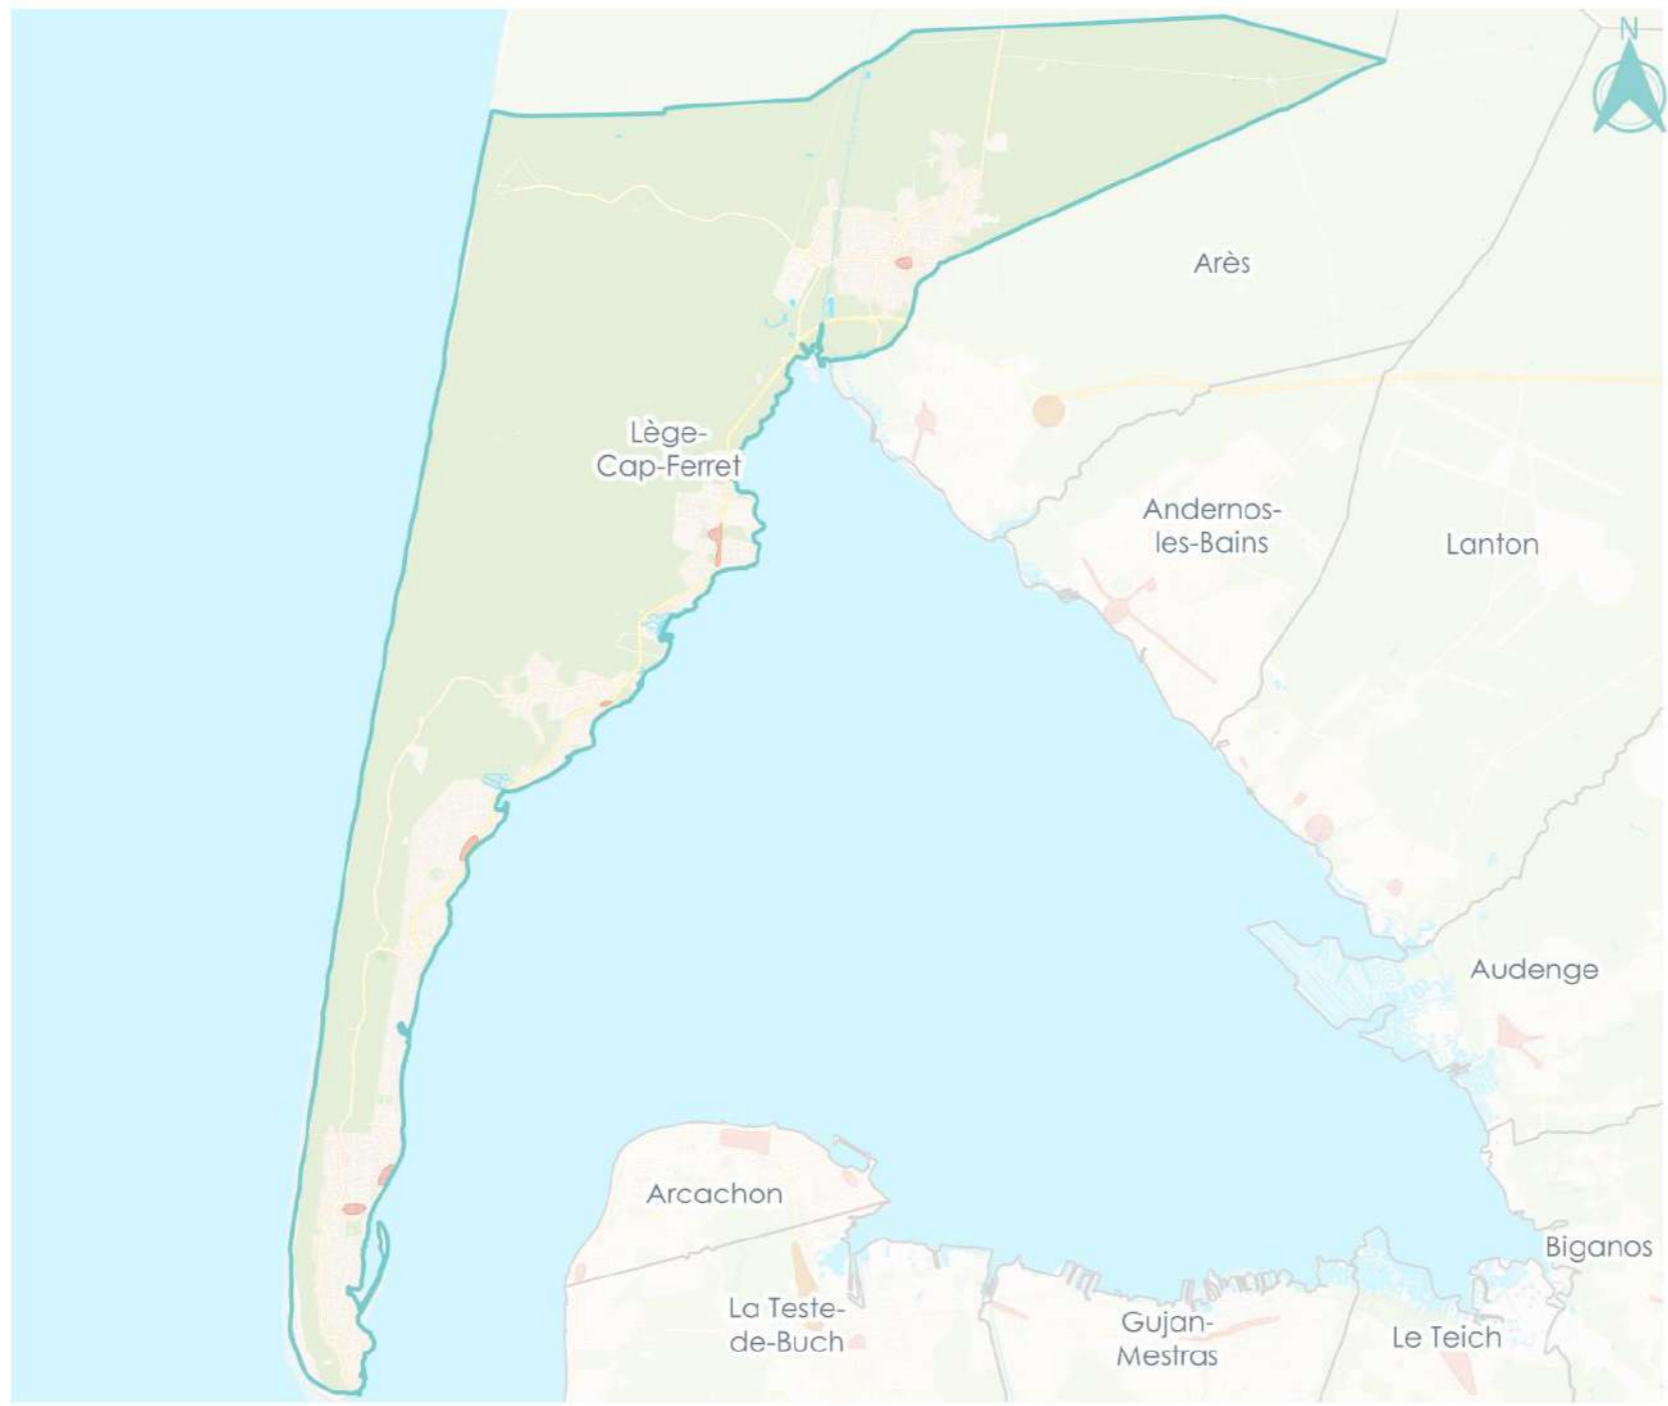 N
Arès
Lège-
Cap-Ferret
Andernos-
les-Bains
Lanton
Audenge
Arcachon
Biganos
La Teste-
de-Buch
Gujan-
Mestras
Le Teich